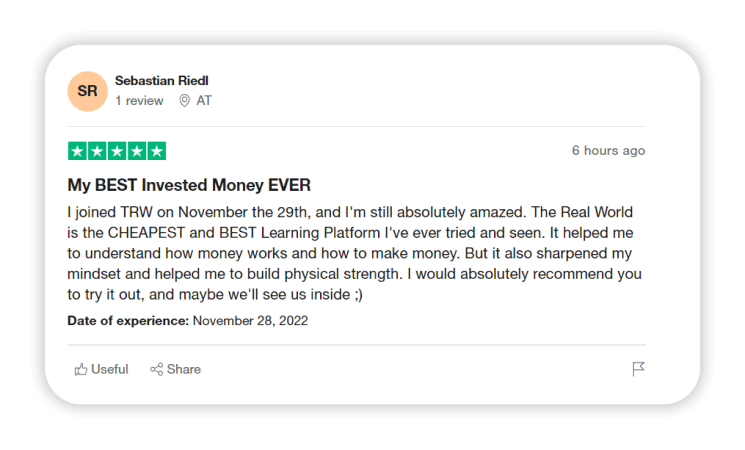 SR
Sebastian Riedl
1 review AT
6 hours ago
My BEST Invested Money EVER
I joined TRW on November the 29th, and I'm still absolutely amazed. The Real World
is the CHEAPEST and BEST Learning Platform I've ever tried and seen. It helped me
to understand how money works and how to make money. But it also sharpened my
mindset and helped me to build physical strength. I would absolutely recommend you
to try it out, and maybe we'll see us inside ;)
Date of experience: November 28, 2022
Useful Share